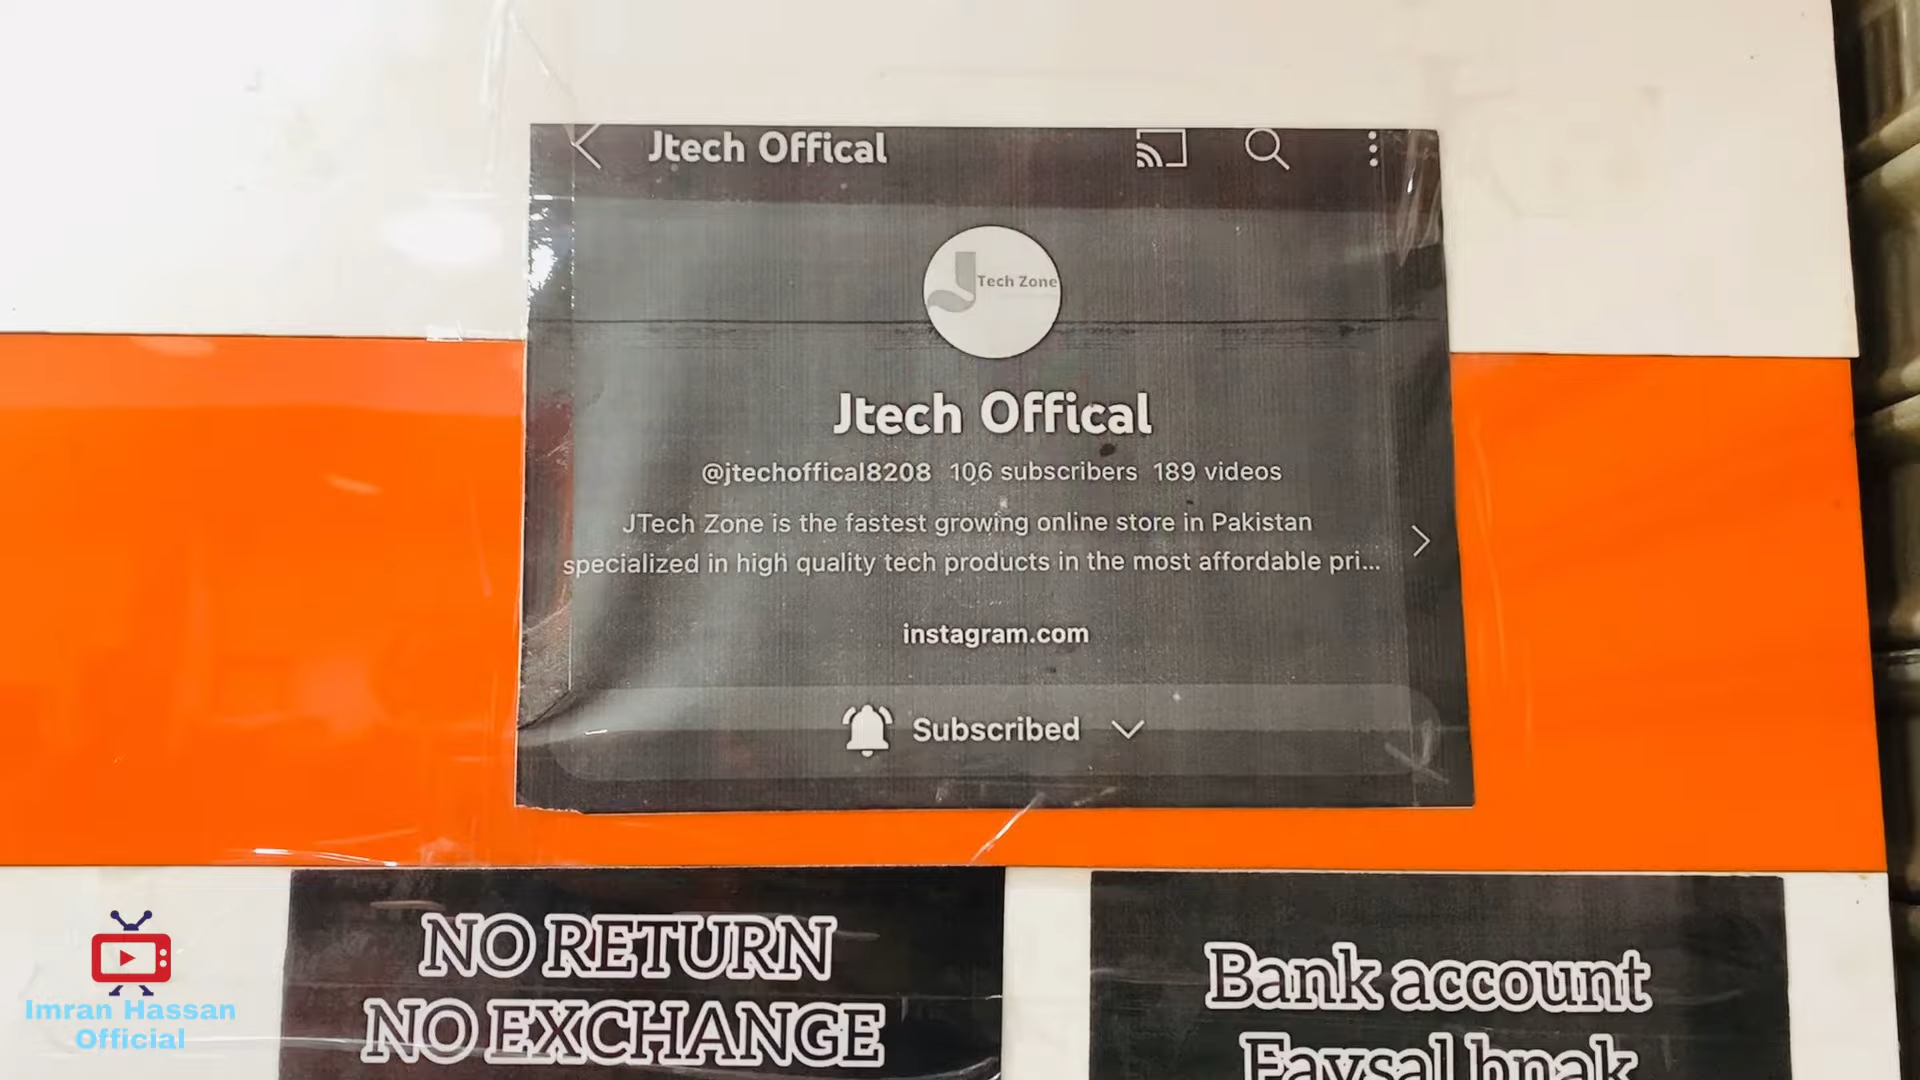 Jtech Offical
Tech Zone
Jtech Offical
@jtechoffical8208 106 subscribers 189 videos
JTech Zone is the fastest growing online store in Pakistan
specialized in high quality tech products in the most affordable pri...
instagram.com
Subscribed
NO RETURN
NO EXCHANGE
Bank account
Faysal bnak
Imran Hassan
Official